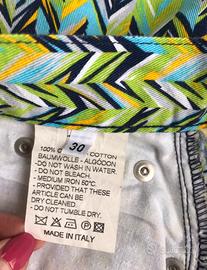 30
100% COTTON
BAUMWOLLE - ALGODON
- DO NOT WASH IN WATER.
- DO NOT BLEACH.
- MEDIUM IRON 50°C.
- PROVIDED THAT THESE
ARTICLE CAN BE
DRY CLEANED.
- DO NOT TUMBLE DRY.
MADE IN ITALY